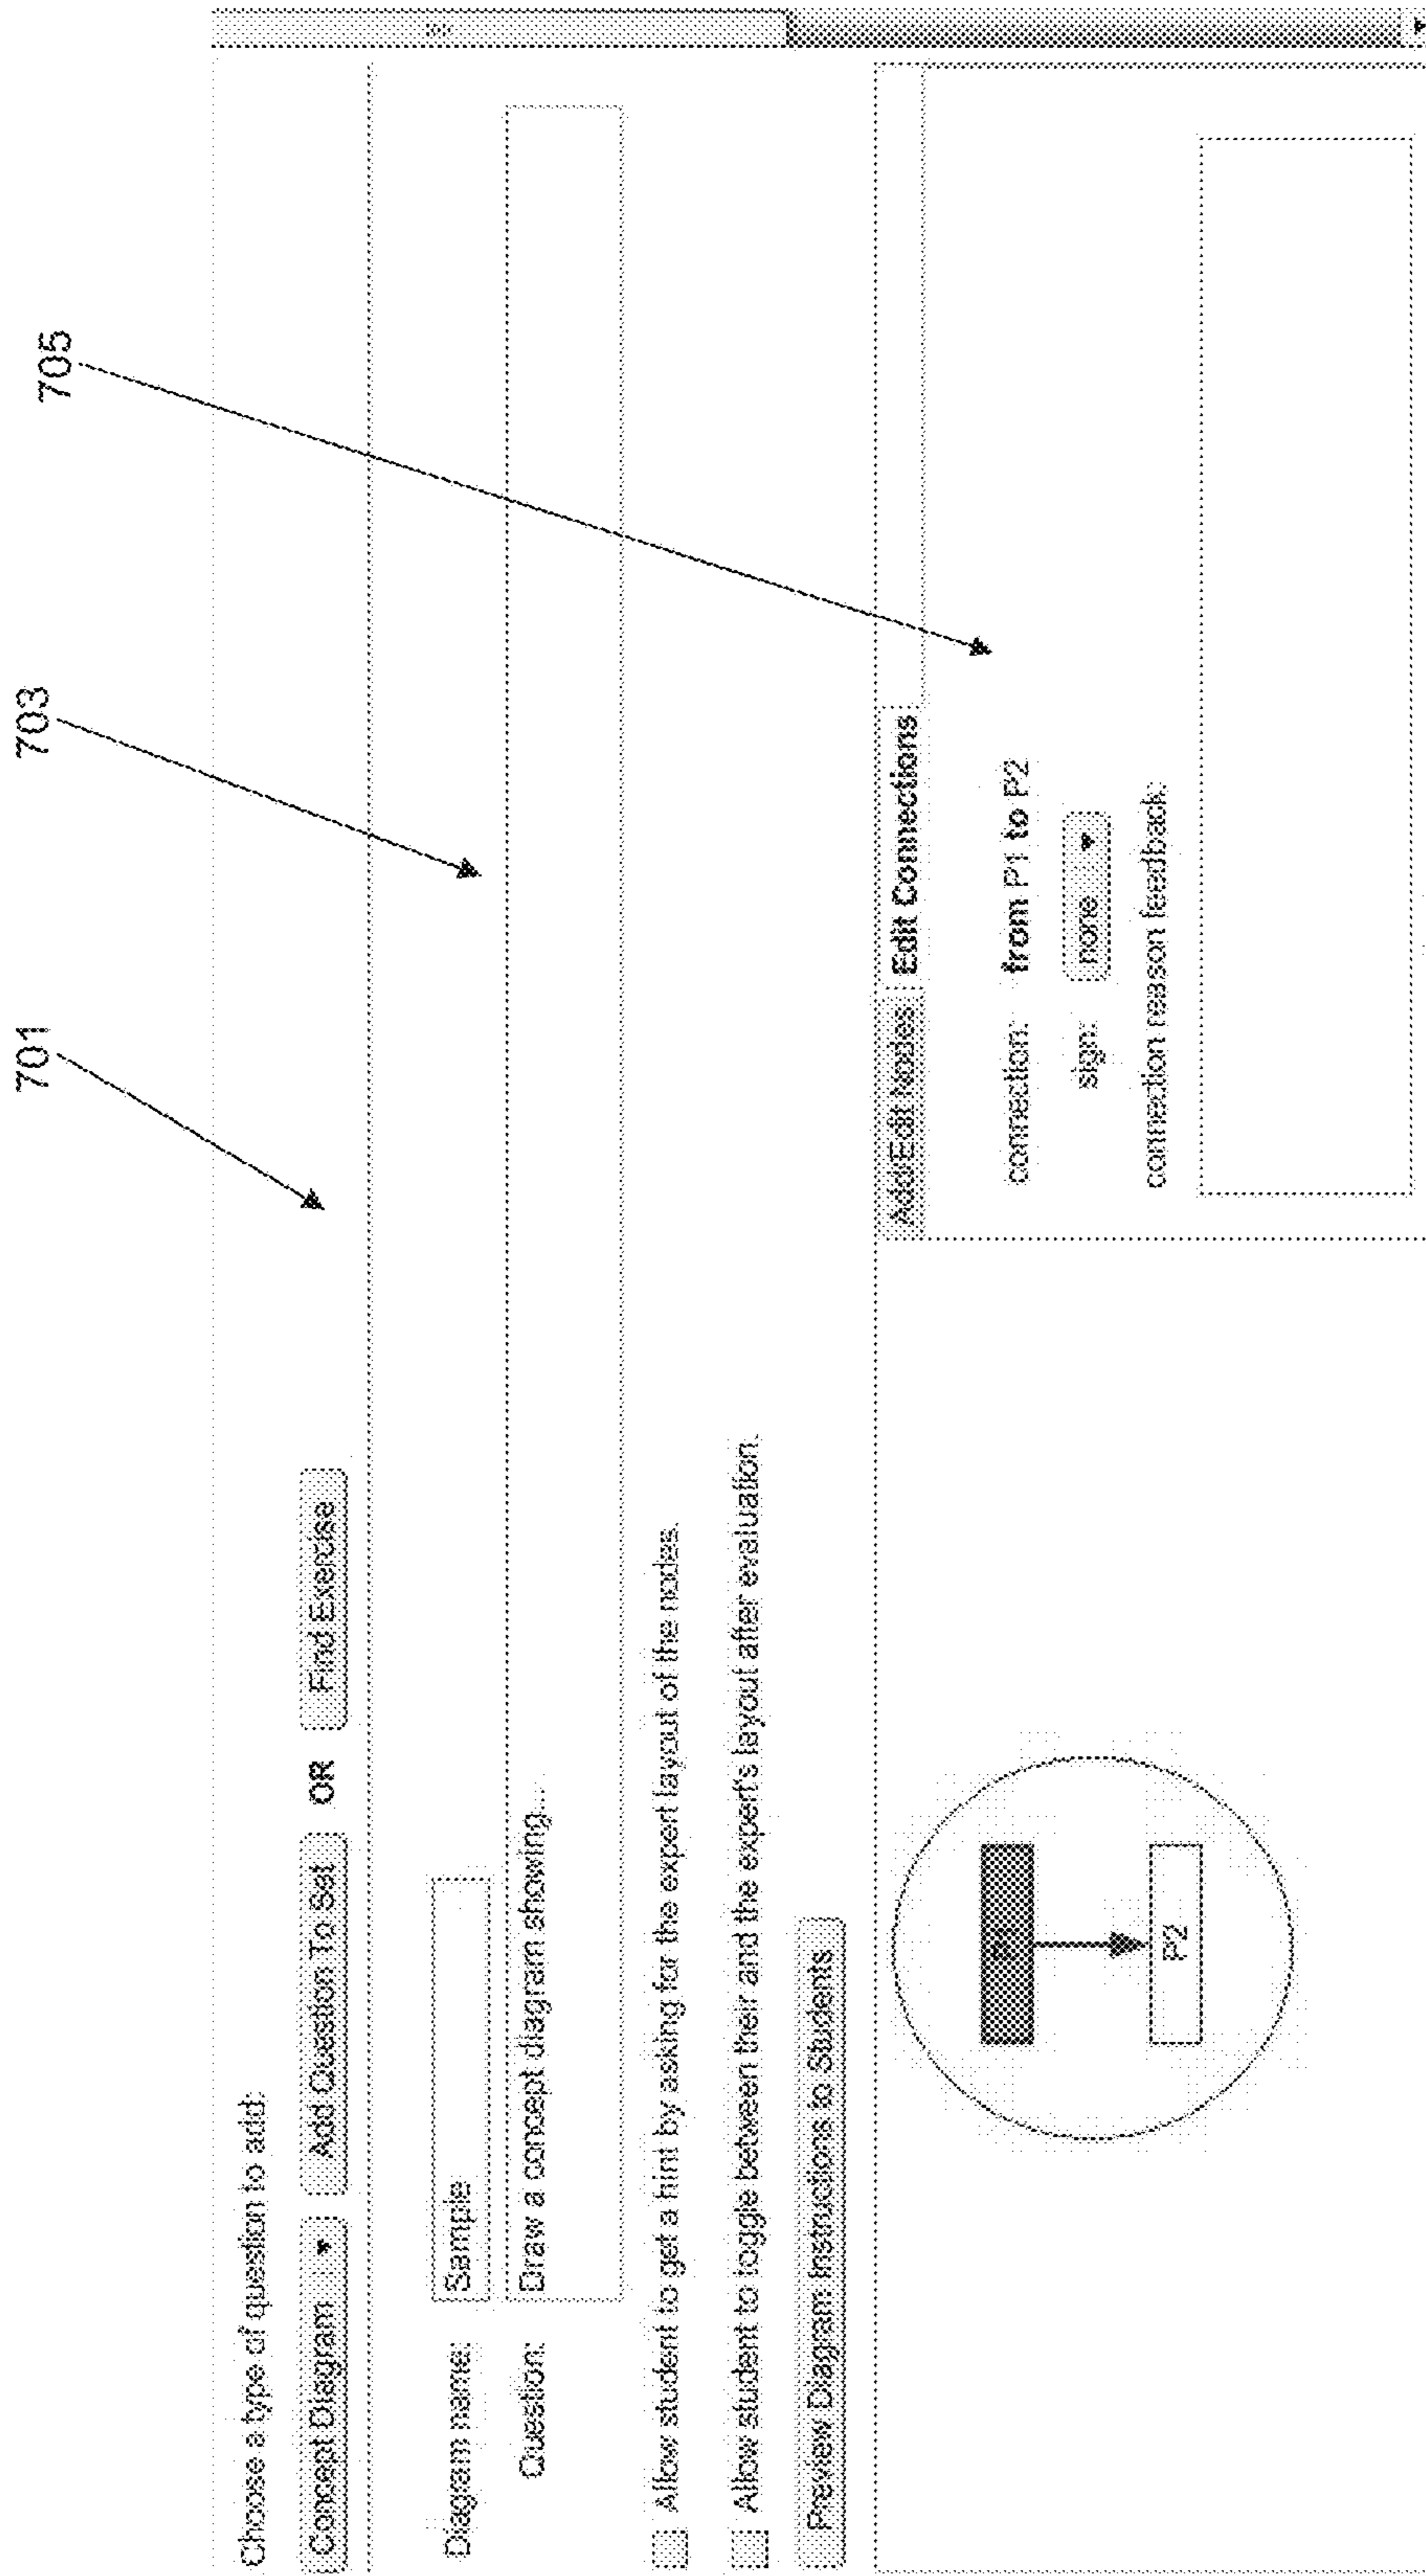 701
703
705
Choose a type of question to add:
Concept Diagram Add Question To Set OR Find Exercise
Diagram name: Sample
Question: Draw a concept diagram showing...
Allow student to get a hint by asking for the expert layout of the nodes.
Allow student to toggle between their and the expert's layout after evaluation.
Preview Diagram Instructions to Students
Add/Edit Nodes Edit Connections
connection: from P1 to P2
sign: none
connection reason feedback:
P2